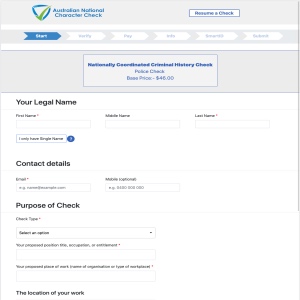 Australian National
Character Check
Resume a Check
Start
Verify
Pay
Info
SmartID
Submit
Nationally Coordinated Criminal History Check
Police Check
Base Price:- $46.00
Your Legal Name
First Name *
Middle Name
Last Name *
I only have Single Name
?
Contact details
Email *
Mobile (optional)
e.g. name@example.com
e.g. 0400 500 000
Purpose of Check
Check Type *
Select an option
Your proposed position title, occupation, or entitlement *
Your proposed place of work (name of organisation or type of workplace) *
The location of your work